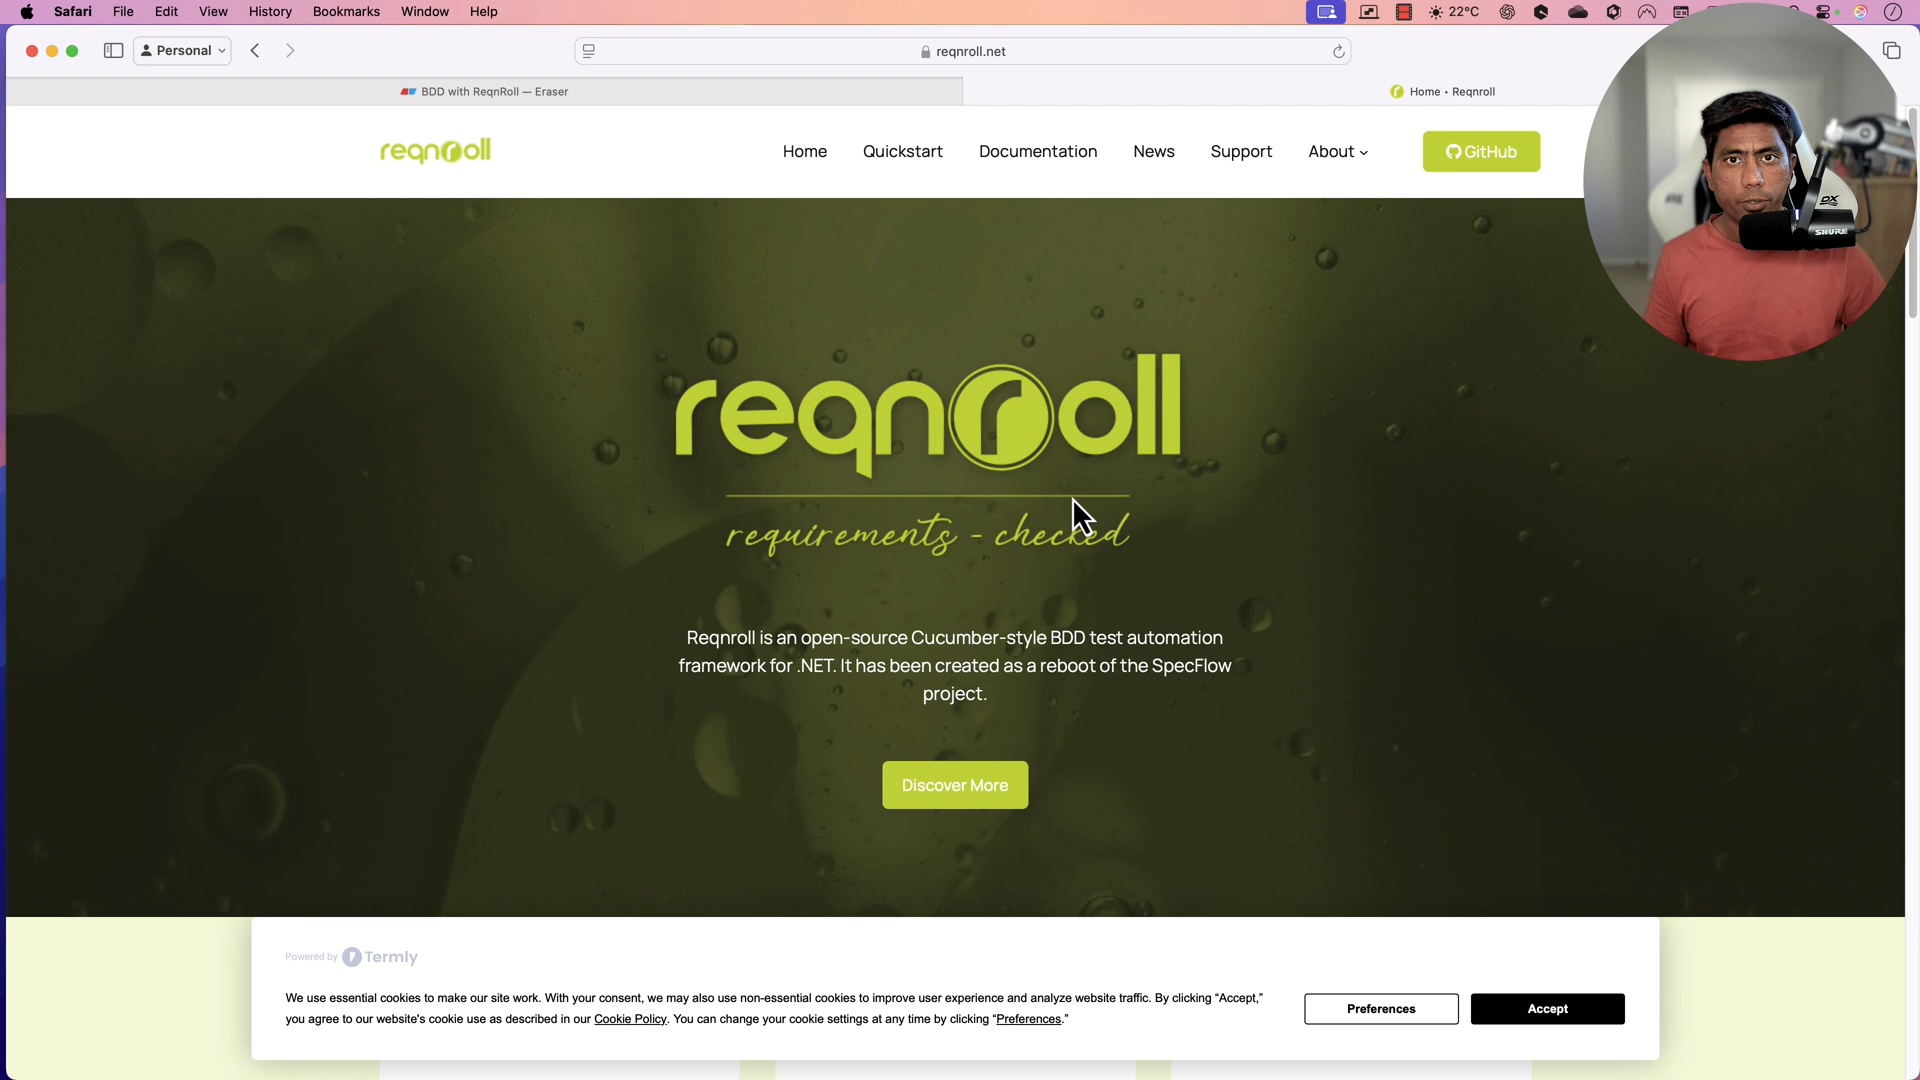 Safari File Edit View History Bookmarks Window Help 22°C
Personal reqnroll.net
BDD with ReqnRoll — Eraser
Home • Reqnroll
reqnroll Home Quickstart Documentation News Support About GitHub
DX
SHURE
reqnroll
requirements - checked
Reqnroll is an open-source Cucumber-style BDD test automation
framework for .NET. It has been created as a reboot of the SpecFlow
project.
Discover More
Powered by Termly
We use essential cookies to make our site work. With your consent, we may also use non-essential cookies to improve user experience and analyze website traffic. By clicking “Accept,”
you agree to our website's cookie use as described in our Cookie Policy. You can change your cookie settings at any time by clicking “Preferences.”
Preferences
Accept